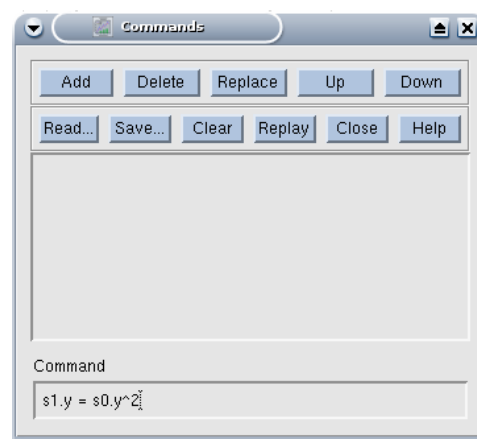 Commands
Add Delete Replace Up Down
Read... Save... Clear Replay Close Help
Command
s1.y = s0.y^2